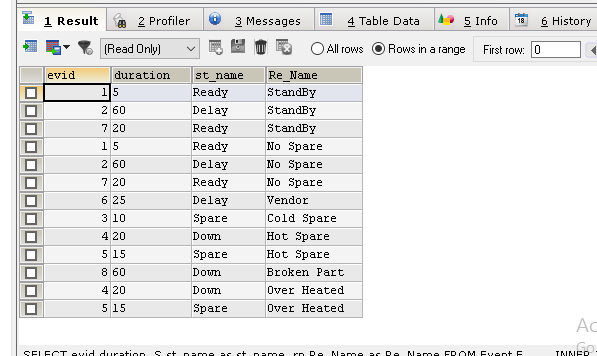 1 Result 2 Profiler 3 Messages 4 Table Data 5 Info 6 History
(Read Only) All rows Rows in a range First row: 0
evid duration st_name Re_Name
1 5 Ready StandBy
2 60 Delay StandBy
7 20 Ready StandBy
1 5 Ready No Spare
2 60 Delay No Spare
7 20 Ready No Spare
6 25 Delay Vendor
3 10 Spare Cold Spare
4 20 Down Hot Spare
5 15 Spare Hot Spare
8 60 Down Broken Part
4 20 Down Over Heated
5 15 Spare Over Heated
Ac
Go
SELECT evid, duration, S.st_name as st_name, rn.Re_Name as Re_Name FROM Event E INNER